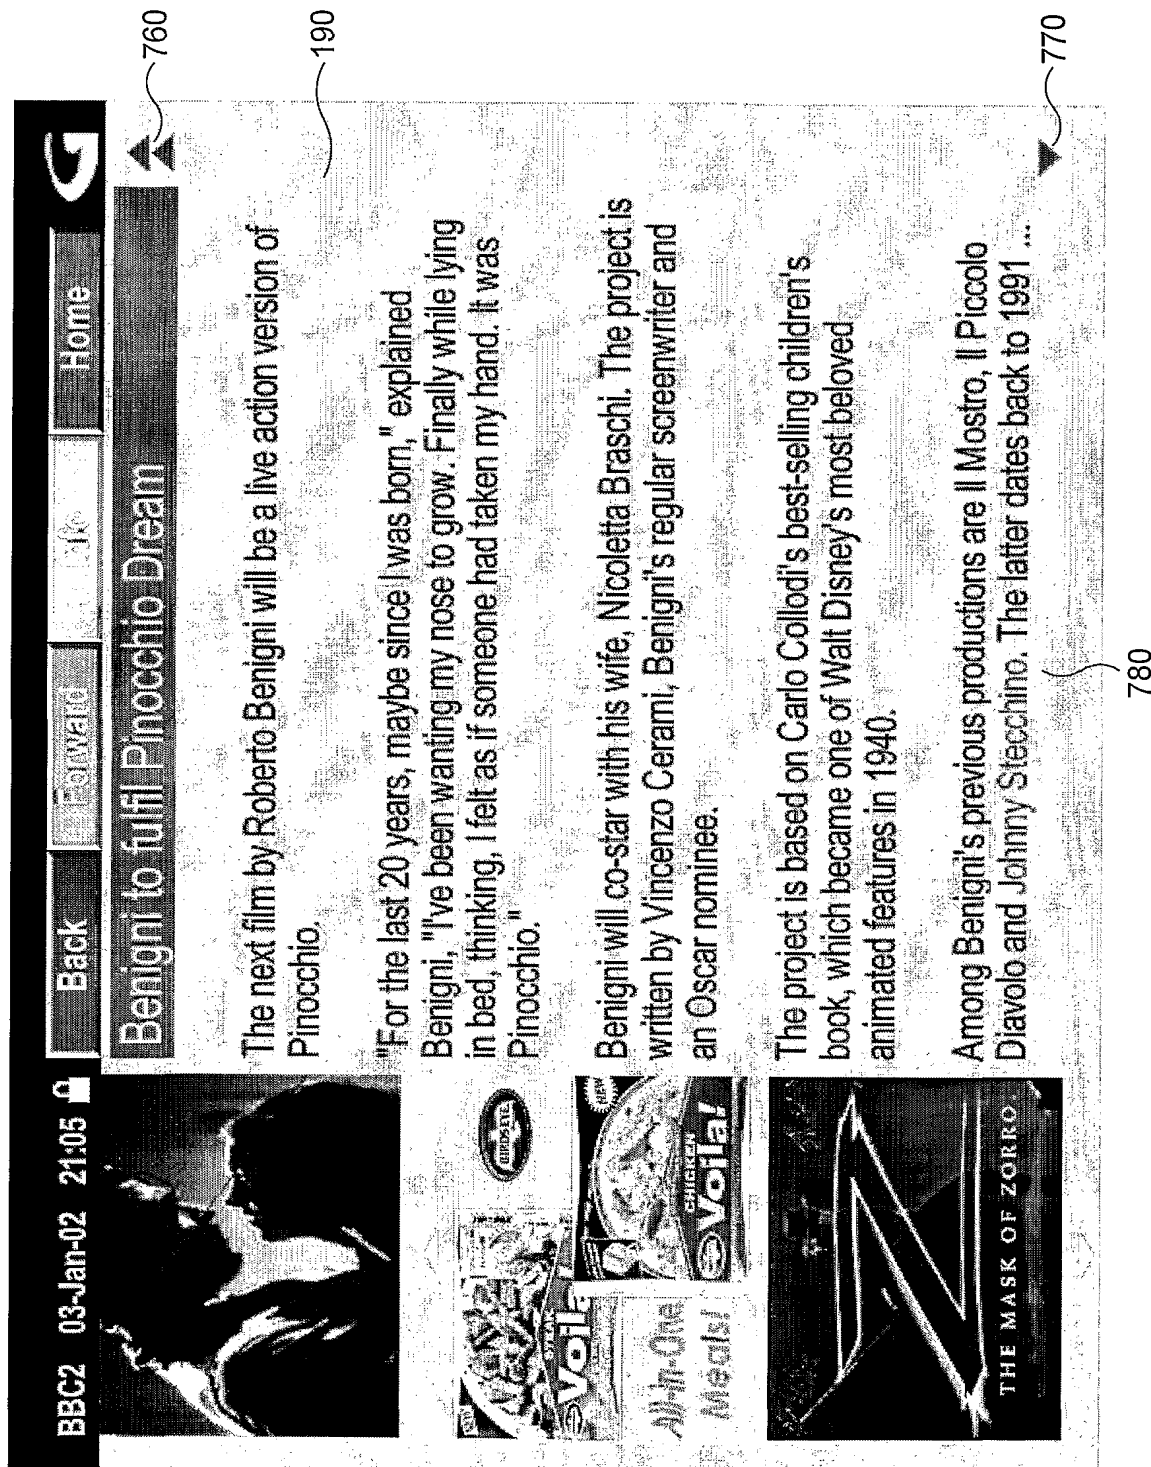 BBC2 03-Jan-02 21:05
Back
Forward
Home
Benigni to fulfil Pinocchio Dream
760
The next film by Roberto Benigni will be a live action version of
Pinocchio.
190
"For the last 20 years, maybe since I was born," explained
Benigni, "I've been wanting my nose to grow. Finally while lying
in bed, thinking, I felt as if someone had taken my hand. It was
Pinocchio."
Benigni will co-star with his wife, Nicoletta Braschi. The project is
written by Vincenzo Cerami, Benigni's regular screenwriter and
an Oscar nominee.
The project is based on Carlo Collodi's best-selling children's
book, which became one of Walt Disney's most beloved
animated features in 1940.
Among Benigni's previous productions are Il Mostro, Il Piccolo
Diavolo and Johnny Stecchino. The latter dates back to 1991 ...
770
780
BIRDS EYE
STEAK
Voila!
NEW
CHICKEN
Voila!
All-In-One
Meals!
THE MASK OF ZORRO.